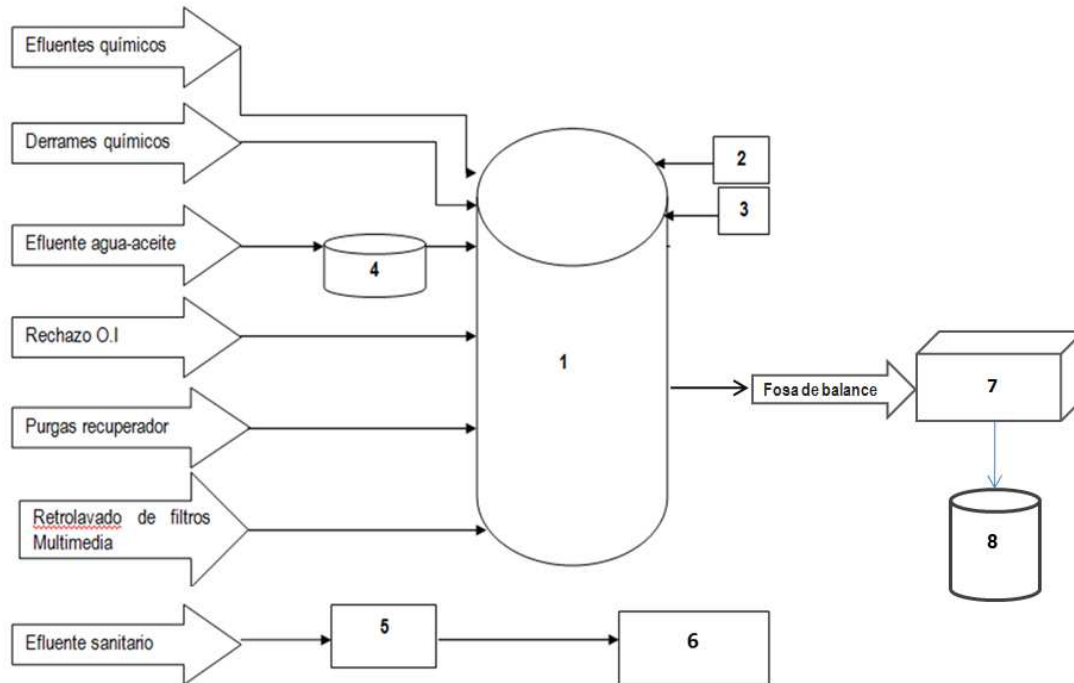 Efluentes químicos
Derrames químicos
2
3
Efluente agua-aceite
4
Rechazo O.I
1
Fosa de balance
7
Purgas recuperador
Retrolavado de filtros
Multimedia
8
Efluente sanitario
5
6